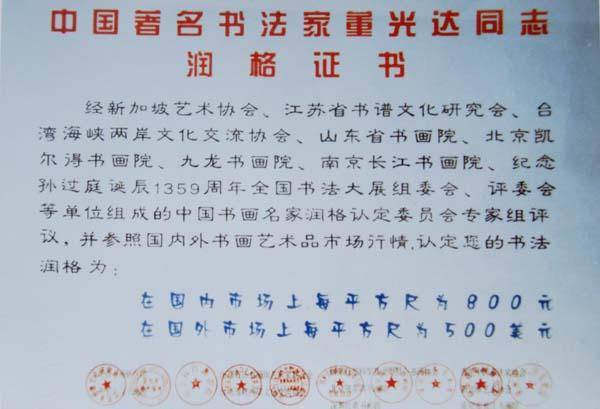 中国著名书法家董光达同志
润格证书
经新加坡艺术协会、江苏省书谱文化研究会、台
湾海峡两岸文化交流协会、山东省书画院、北京凯
尔得书画院、九龙书画院、南京长江书画院、纪念
孙过庭诞辰1359周年全国书法大展组委会、评委会
等单位组成的中国书画名家润格认定委员会专家组评
议，并参照国内外书画艺术品市场行情,认定您的书法
润格为：
在国内市场上每平方尺为800元
在国外市场上每平方尺为500美元